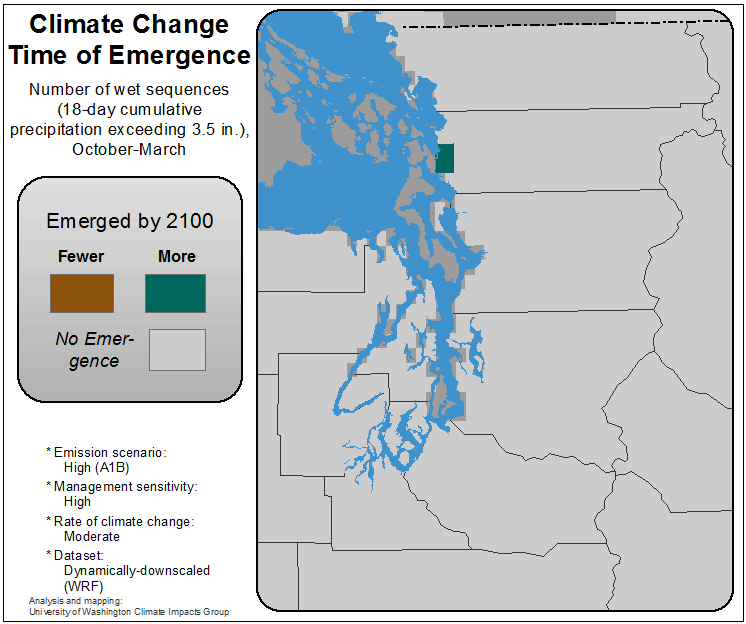 Climate Change
Time of Emergence
Number of wet sequences
(18-day cumulative
precipitation exceeding 3.5 in.),
October-March
Emerged by 2100
Fewer More
No Emer-
gence
* Emission scenario:
High (A1B)
* Management sensitivity:
High
* Rate of climate change:
Moderate
* Dataset:
Dynamically-downscaled
(WRF)
Analysis and mapping:
University of Washington Climate Impacts Group